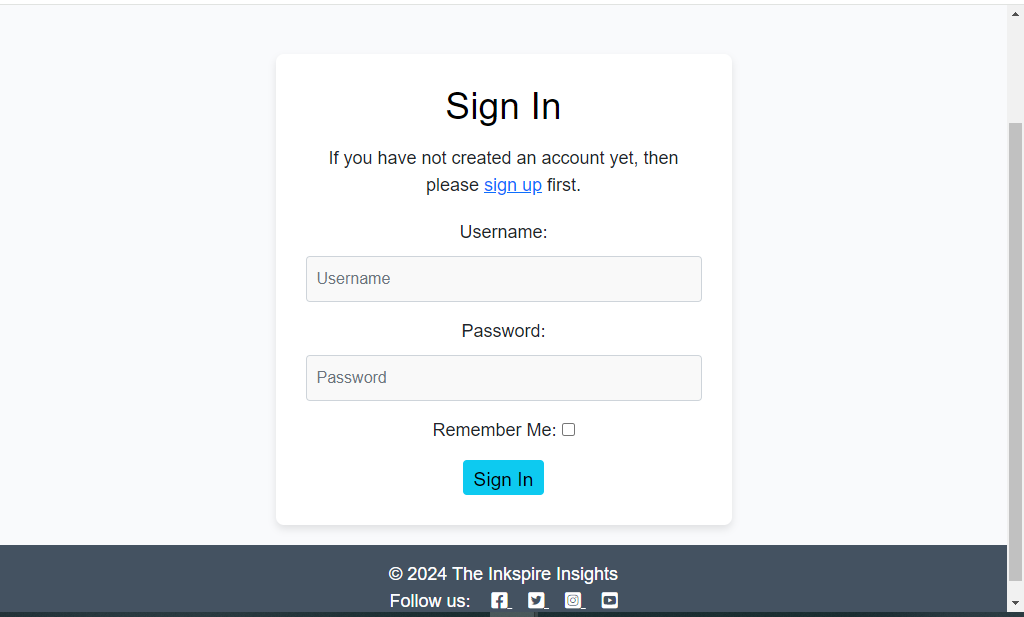 Sign In
If you have not created an account yet, then
please sign up first.
Username:
Username
Password:
Password
Remember Me:
Sign In
© 2024 The Inkspire Insights
Follow us: